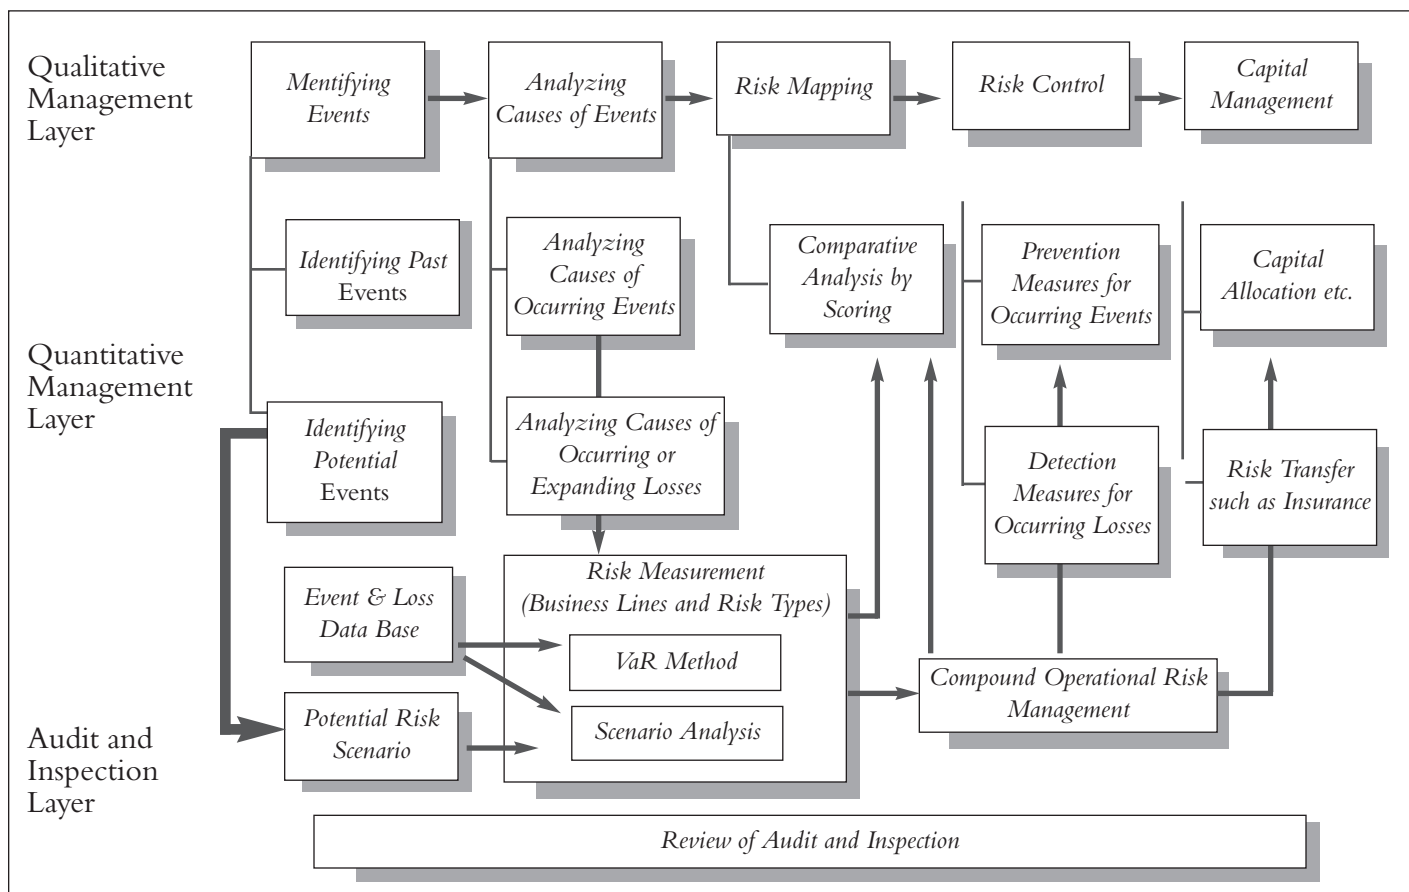 Qualitative
Management
Layer
Mentifying
Events
Analyzing
Causes of Events
Risk Mapping
Risk Control
Capital
Management
Quantitative
Management
Layer
Identifying Past
Events
Identifying
Potential
Events
Analyzing
Causes of
Occurring Events
Analyzing Causes of
Occurring or
Expanding Losses
Comparative
Analysis by
Scoring
Prevention
Measures for
Occurring Events
Detection
Measures for
Occurring Losses
Capital
Allocation etc.
Risk Transfer
such as Insurance
Audit and
Inspection
Layer
Event & Loss
Data Base
Potential Risk
Scenario
Risk Measurement
(Business Lines and Risk Types)
VaR Method
Scenario Analysis
Compound Operational Risk
Management
Review of Audit and Inspection